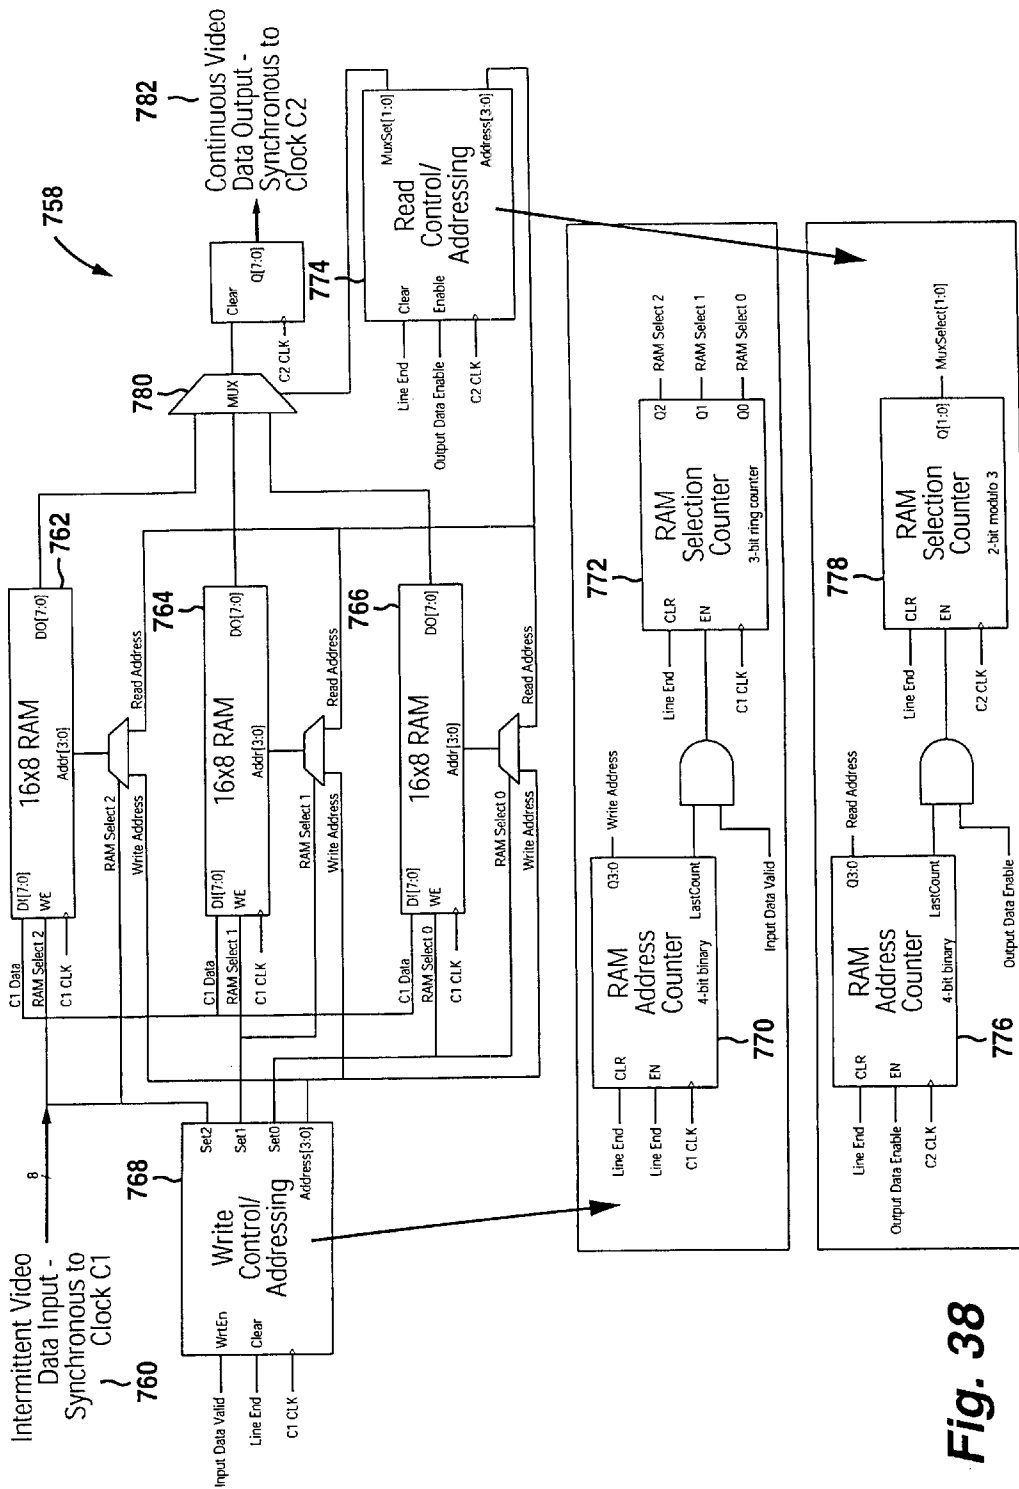 758
Intermittent Video
Data Input -
Synchronous to
Clock C1
760
8
C1 Data
RAM Select 2
C1 CLK
DI[7:0]
WE
16x8 RAM
Addr[3:0]
DO[7:0]
762
RAM Select 2
Write Address
Read Address
C1 Data
RAM Select 1
C1 CLK
DI[7:0]
WE
16x8 RAM
Addr[3:0]
DO[7:0]
764
RAM Select 1
Write Address
Read Address
C1 Data
RAM Select 0
C1 CLK
DI[7:0]
WE
16x8 RAM
Addr[3:0]
DO[7:0]
766
RAM Select 0
Write Address
Read Address
768
Input Data Valid
Line End
C1 CLK
WrtEn
Clear
Write
Control/
Addressing
Set2
Set1
Set0
Address[3:0]
780
MUX
C2 CLK
Clear
Q[7:0]
782
Continuous Video
Data Output -
Synchronous to
Clock C2
774
Line End
Output Data Enable
C2 CLK
Clear
Enable
Read
Control/
Addressing
MuxSet[1:0]
Address[3:0]
Line End
Line End
C1 CLK
CLR
EN
RAM
Address
Counter
4-bit binary
Q3:0
LastCount
770
Write Address
Input Data Valid
772
Line End
C1 CLK
CLR
EN
RAM
Selection
Counter
3-bit ring counter
Q2
Q1
Q0
RAM Select 2
RAM Select 1
RAM Select 0
Line End
Output Data Enable
C2 CLK
CLR
EN
RAM
Address
Counter
4-bit binary
Q3:0
LastCount
776
Read Address
Output Data Enable
778
Line End
C2 CLK
CLR
EN
RAM
Selection
Counter
2-bit modulo 3
Q[1:0]
MuxSelect[1:0]
Fig. 38